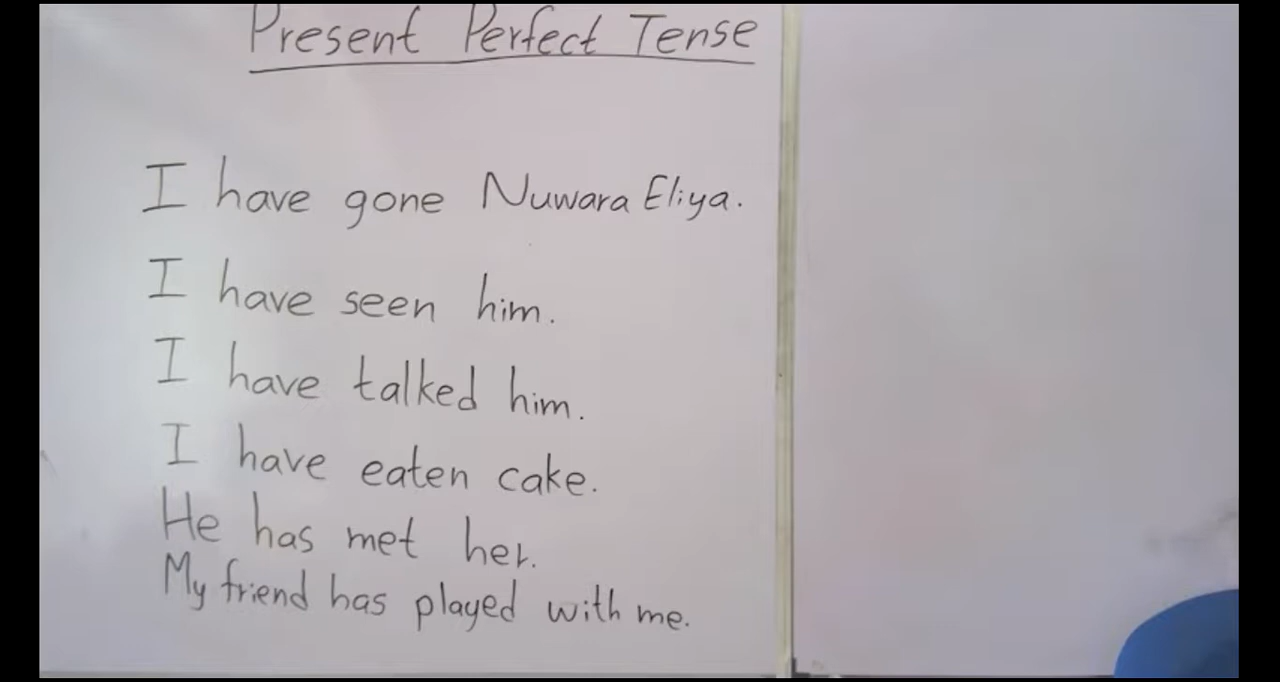 Present Perfect Tense
I have gone Nuwara Eliya.
I have seen him.
I have talked him.
I have eaten cake.
He has met her.
My friend has played with me.